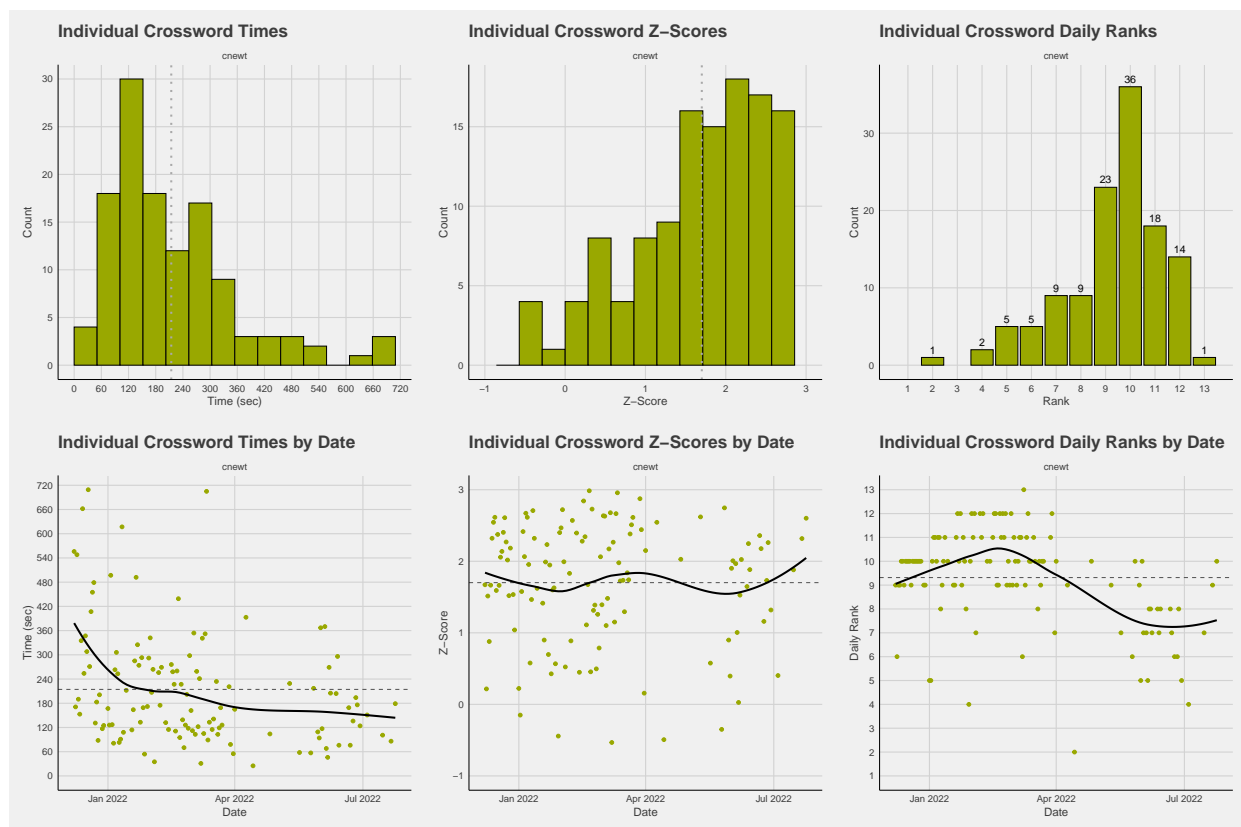 Individual Crossword Times
cnewt
30
25
20
15
10
5
0
Count
0 60 120 180 240 300 360 420 480 540 600 660 720
Time (sec)
Individual Crossword Z−Scores
cnewt
15
10
5
0
Count
−1 0 1 2 3
Z−Score
Individual Crossword Daily Ranks
cnewt
30
20
10
0
Count
1 2 5 5 9 9 23 36 18 14 1
1 2 3 4 5 6 7 8 9 10 11 12 13
Rank
Individual Crossword Times by Date
cnewt
720
660
600
540
480
420
360
300
240
180
120
60
0
Time (sec)
Jan 2022 Apr 2022 Jul 2022
Date
Individual Crossword Z−Scores by Date
cnewt
3
2
1
0
−1
Z−Score
Jan 2022 Apr 2022 Jul 2022
Date
Individual Crossword Daily Ranks by Date
cnewt
13
12
11
10
9
8
7
6
5
4
3
2
1
Daily Rank
Jan 2022 Apr 2022 Jul 2022
Date